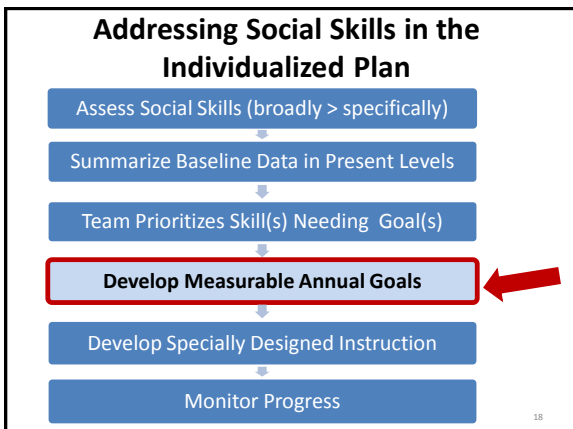 Addressing Social Skills in the
Individualized Plan
Assess Social Skills (broadly > specifically)
Summarize Baseline Data in Present Levels
Team Prioritizes Skill(s) Needing Goal(s)
Develop Measurable Annual Goals
Develop Specially Designed Instruction
Monitor Progress
18